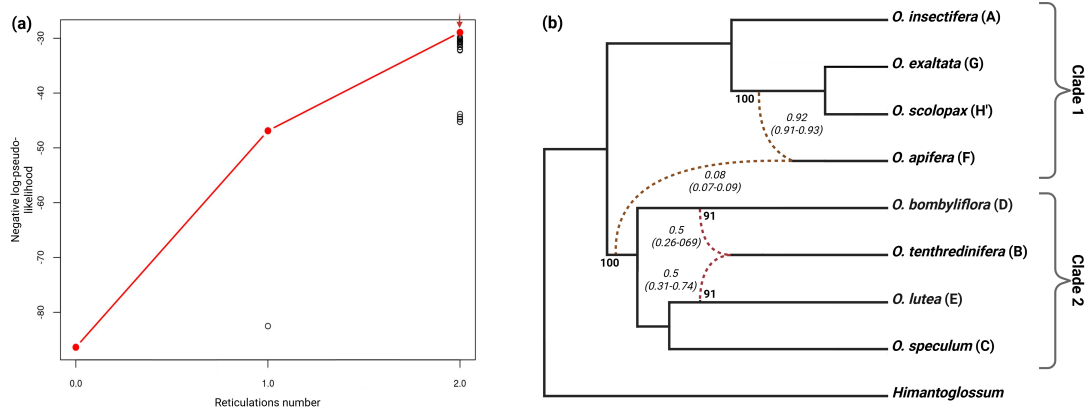 (a)
-30
-40
-50
-60
-70
-80
Negative log-pseudo-
likelihood
0.0
1.0
2.0
Reticulations number
(b)
O. insectifera (A)
O. exaltata (G)
100
O. scolopax (H')
0.92
(0.91-0.93)
O. apifera (F)
0.08
(0.07-0.09)
O. bombyliflora (D)
91
0.5
(0.26-069)
O. tenthredinifera (B)
100
0.5
(0.31-0.74)
91
O. lutea (E)
O. speculum (C)
Himantoglossum
Clade 1
Clade 2